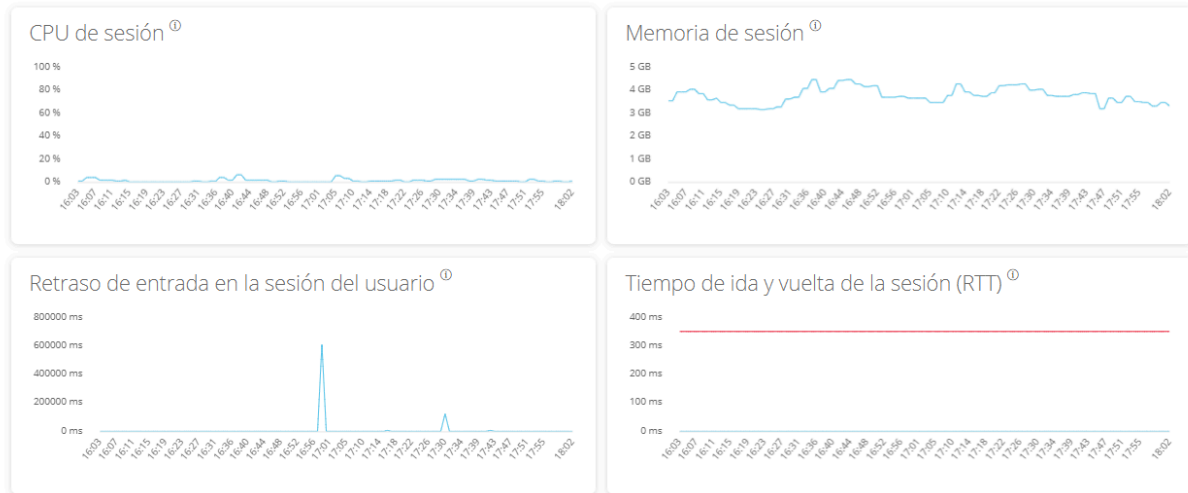 CPU de sesión ⓘ
100 %
80 %
60 %
40 %
20 %
0 %
16:03 16:07 16:11 16:15 16:19 16:23 16:27 16:31 16:36 16:40 16:44 16:48 16:52 16:56 17:01 17:05 17:10 17:14 17:18 17:22 17:26 17:30 17:34 17:39 17:43 17:47 17:51 17:55 18:02
Memoria de sesión ⓘ
5 GB
4 GB
3 GB
2 GB
1 GB
0 GB
16:03 16:07 16:11 16:15 16:19 16:23 16:27 16:31 16:36 16:40 16:44 16:48 16:52 16:56 17:01 17:05 17:10 17:14 17:18 17:22 17:26 17:30 17:34 17:39 17:43 17:47 17:51 17:55 18:02
Retraso de entrada en la sesión del usuario ⓘ
800000 ms
600000 ms
400000 ms
200000 ms
0 ms
16:03 16:07 16:11 16:15 16:19 16:23 16:27 16:31 16:36 16:40 16:44 16:48 16:52 16:56 17:01 17:05 17:10 17:14 17:18 17:22 17:26 17:30 17:34 17:39 17:43 17:47 17:51 17:55 18:02
Tiempo de ida y vuelta de la sesión (RTT) ⓘ
400 ms
300 ms
200 ms
100 ms
0 ms
16:03 16:07 16:11 16:15 16:19 16:23 16:27 16:31 16:36 16:40 16:44 16:48 16:52 16:56 17:01 17:05 17:10 17:14 17:18 17:22 17:26 17:30 17:34 17:39 17:43 17:47 17:51 17:55 18:02